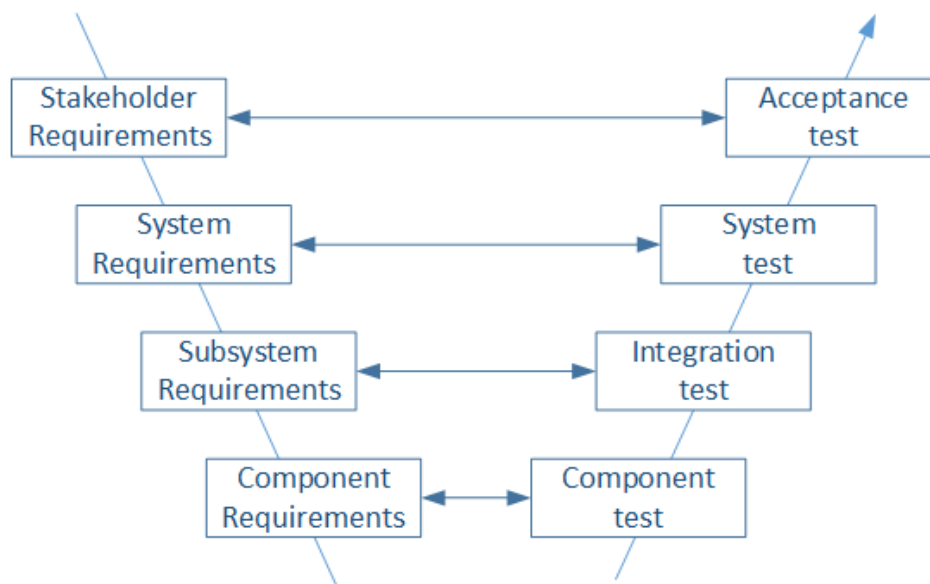 Stakeholder
Requirements
Acceptance
test
System
Requirements
System
test
Subsystem
Requirements
Integration
test
Component
Requirements
Component
test